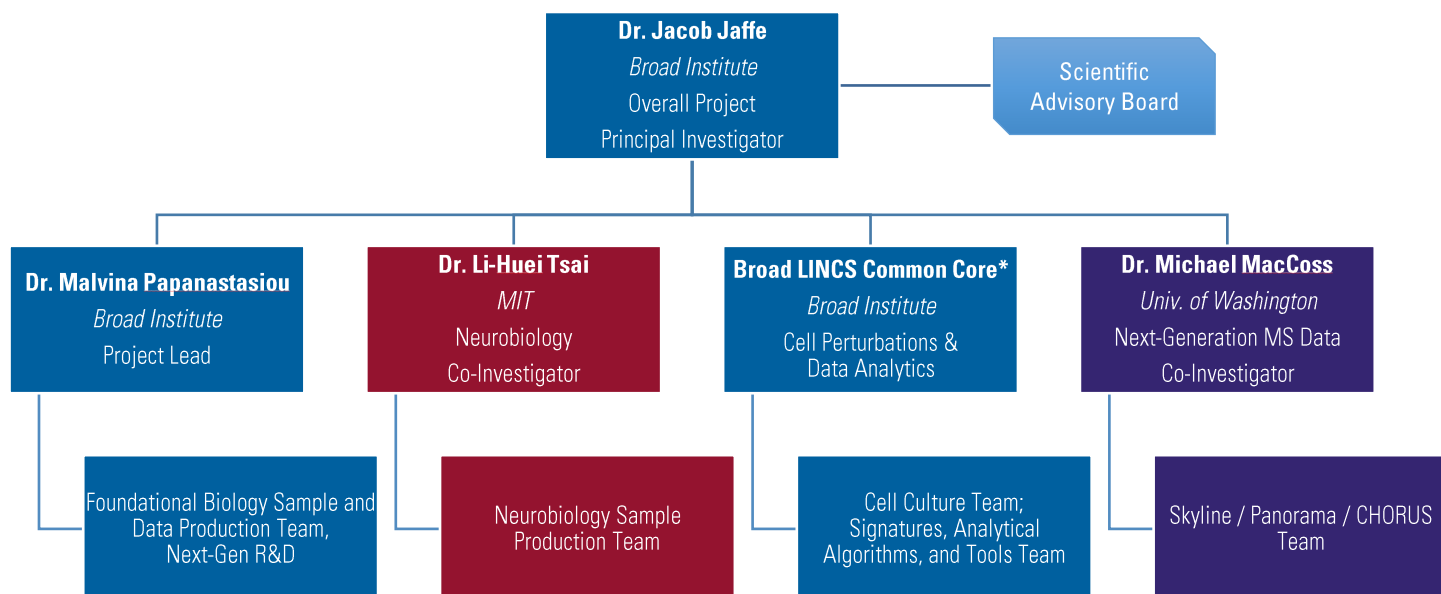 Dr. Jacob Jaffe
Broad Institute
Overall Project
Principal Investigator
Scientific
Advisory Board
Dr. Malvina Papanastasiou
Broad Institute
Project Lead
Dr. Li-Huei Tsai
MIT
Neurobiology
Co-Investigator
Broad LINCS Common Core*
Broad Institute
Cell Perturbations &
Data Analytics
Dr. Michael MacCoss
Univ. of Washington
Next-Generation MS Data
Co-Investigator
Foundational Biology Sample and
Data Production Team,
Next-Gen R&D
Neurobiology Sample
Production Team
Cell Culture Team;
Signatures, Analytical
Algorithms, and Tools Team
Skyline / Panorama / CHORUS
Team